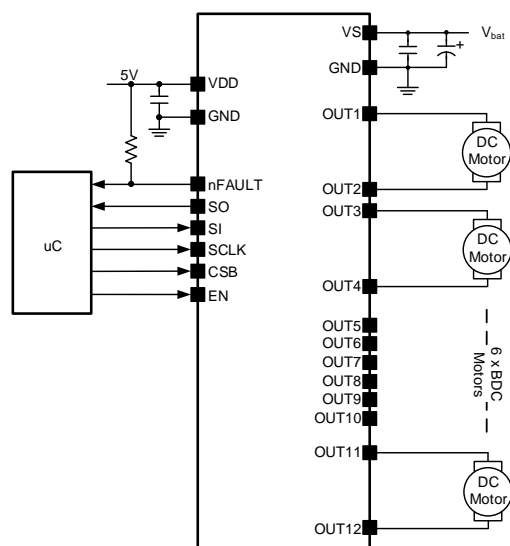 VS
V_bat
GND
5V
VDD
GND
OUT1
DC
Motor
OUT2
nFAULT
SO
OUT3
uC
SI
SCLK
DC
Motor
CSB
EN
OUT4
OUT5
OUT6
OUT7
OUT8
OUT9
OUT10
6 x BDC
Motors
OUT11
DC
Motor
OUT12